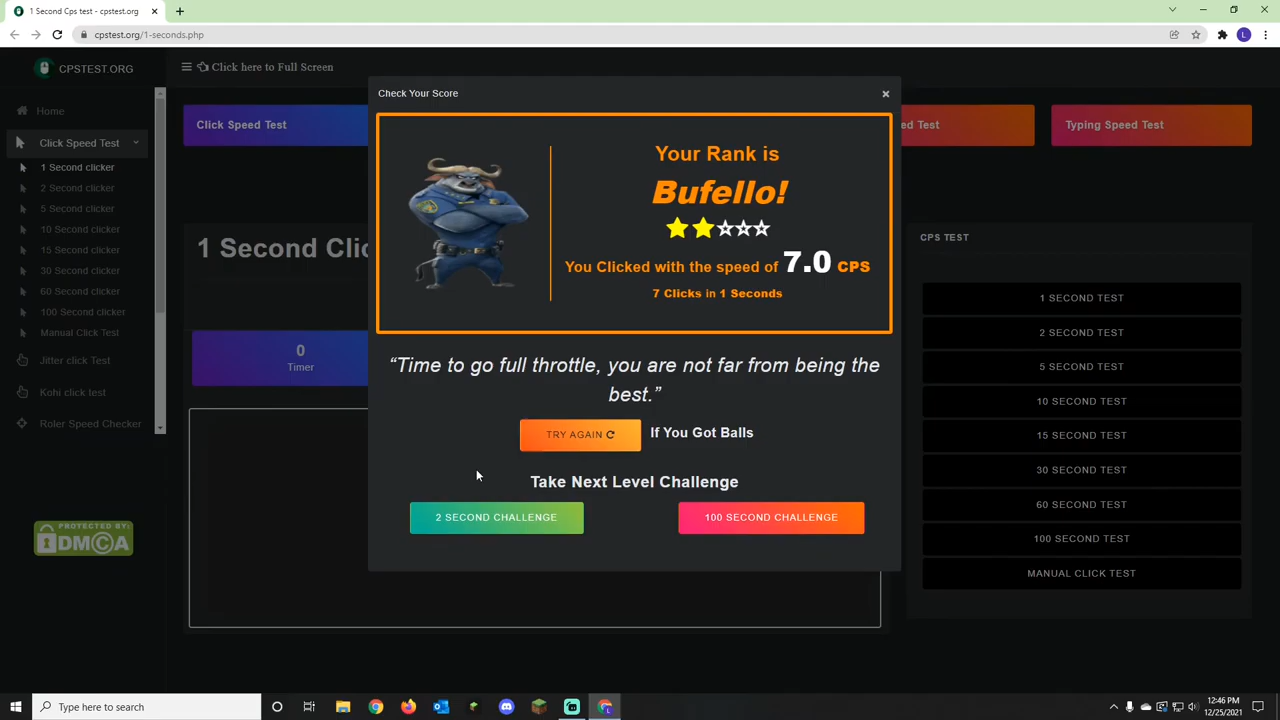 1 Second Cps test - cpstest.org
cpstest.org/1-seconds.php
L
CPSTEST.ORG
Click here to Full Screen
Home
Click Speed Test
1 Second clicker
2 Second clicker
5 Second clicker
10 Second clicker
15 Second clicker
30 Second clicker
60 Second clicker
100 Second clicker
Manual Click Test
Jitter click Test
Kohi click test
Roler Speed Checker
PROTECTED BY:
DMCA
Click Speed Test
ed Test
Typing Speed Test
1 Second Clic
0
Timer
Check Your Score
×
Your Rank is
Bufello!
You Clicked with the speed of 7.0 CPS
7 Clicks in 1 Seconds
“Time to go full throttle, you are not far from being the
best.”
TRY AGAIN If You Got Balls
Take Next Level Challenge
2 SECOND CHALLENGE
100 SECOND CHALLENGE
CPS TEST
1 SECOND TEST
2 SECOND TEST
5 SECOND TEST
10 SECOND TEST
15 SECOND TEST
30 SECOND TEST
60 SECOND TEST
100 SECOND TEST
MANUAL CLICK TEST
Type here to search
12:46 PM
12/25/2021